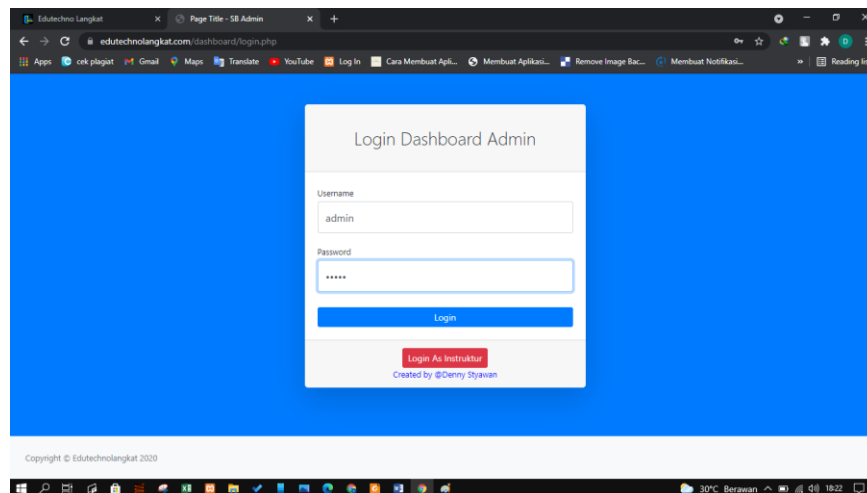 Edutechno Langkat
Page Title - SB Admin
edutechnolangkat.com/dashboard/login.php
Apps
cek plagiat
Gmail
Maps
Translate
YouTube
Log In
Cara Membuat Apli...
Membuat Aplikasi...
Remove Image Bac...
Membuat Notifikasi...
»
Reading lis
Login Dashboard Admin
Username
admin
Password
•••••
Login
Login As Instruktur
Created by @Denny Styawan
Copyright © Edutechnolangkat 2020
30°C Berawan
18:22